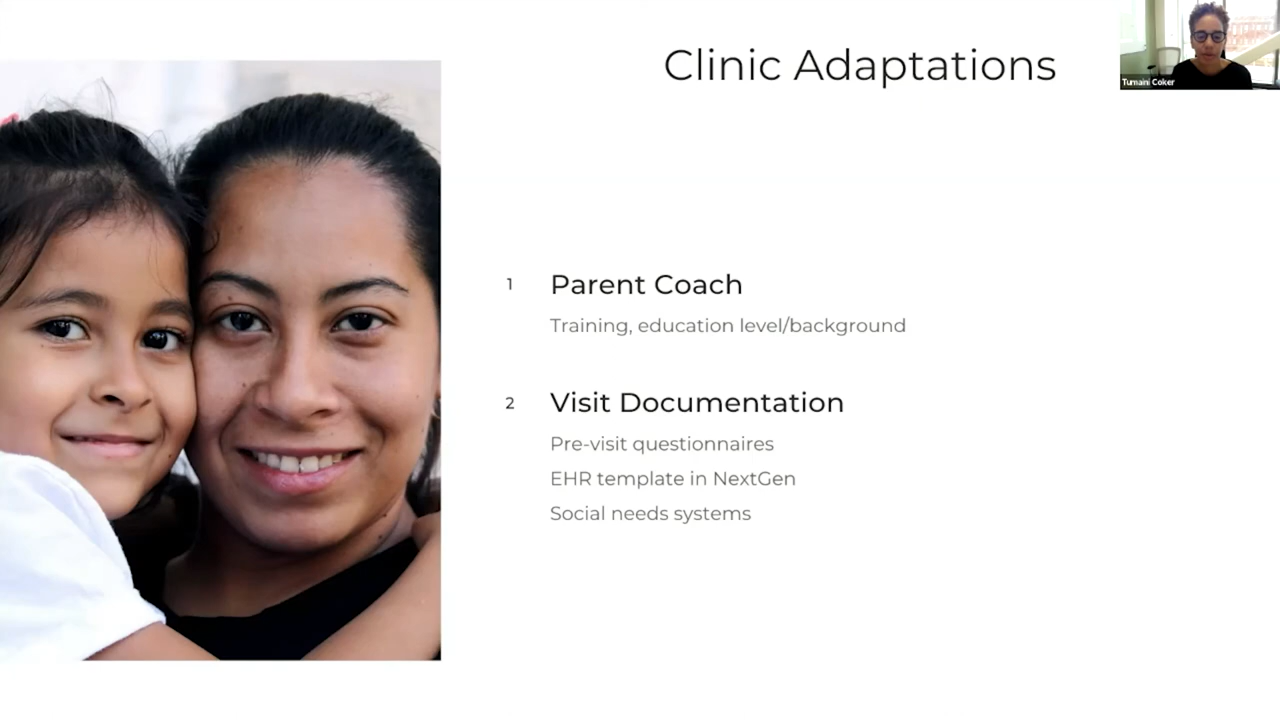 Clinic Adaptations
Tumani Coker
1 Parent Coach
Training, education level/background
2 Visit Documentation
Pre-visit questionnaires
EHR template in NextGen
Social needs systems